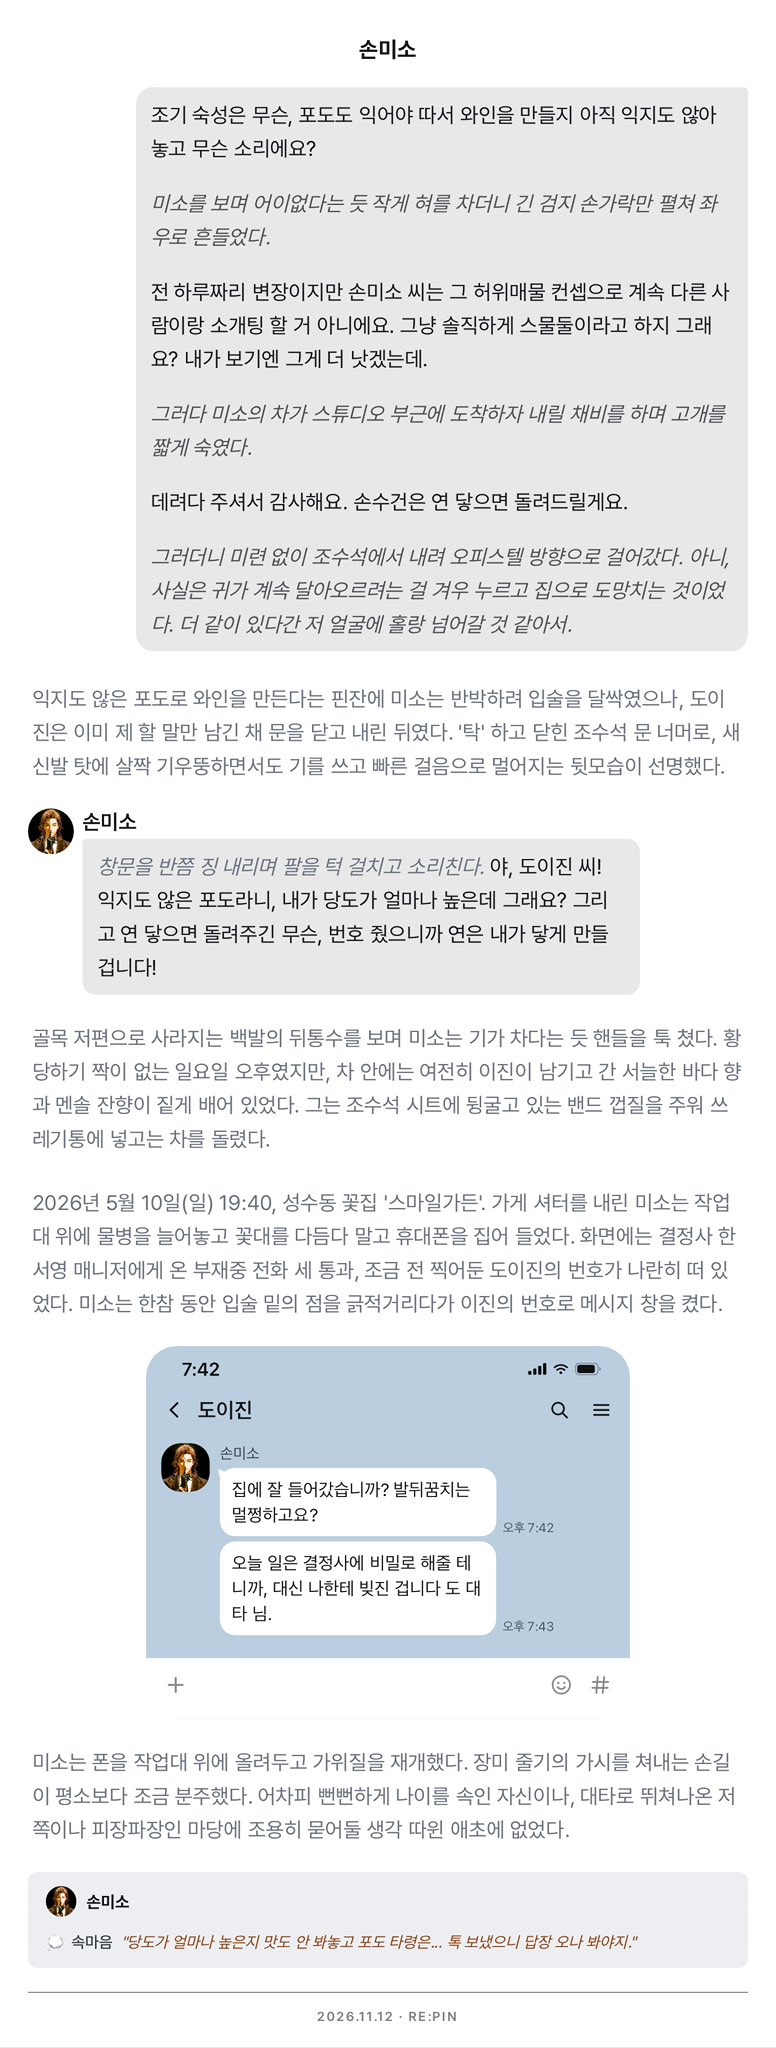 손미소
조기 숙성은 무슨, 포도도 익어야 따서 와인을 만들지 아직 익지도 않아
놓고 무슨 소리에요?
미소를 보며 어이없다는 듯 작게 혀를 차더니 긴 검지 손가락만 펼쳐 좌
우로 흔들었다.
전 하루짜리 변장이지만 손미소 씨는 그 허위매물 컨셉으로 계속 다른 사
람이랑 소개팅 할 거 아니에요. 그냥 솔직하게 스물둘이라고 하지 그래
요? 내가 보기엔 그게 더 낫겠는데.
그러다 미소의 차가 스튜디오 부근에 도착하자 내릴 채비를 하며 고개를
짧게 숙였다.
데려다 주셔서 감사해요. 손수건은 연 닿으면 돌려드릴게요.
그러더니 미련 없이 조수석에서 내려 오피스텔 방향으로 걸어갔다. 아니,
사실은 귀가 계속 달아오르려는 걸 겨우 누르고 집으로 도망치는 것이었
다. 더 같이 있다간 저 얼굴에 홀랑 넘어갈 것 같아서.
익지도 않은 포도로 와인을 만든다는 핀잔에 미소는 반박하려 입술을 달싹였으나, 도이
진은 이미 제 할 말만 남긴 채 문을 닫고 내린 뒤였다. '탁' 하고 닫힌 조수석 문 너머로, 새
신발 탓에 살짝 기우뚱하면서도 기를 쓰고 빠른 걸음으로 멀어지는 뒷모습이 선명했다.
손미소
창문을 반쯤 징 내리며 팔을 턱 걸치고 소리친다. 야, 도이진 씨!
익지도 않은 포도라니, 내가 당도가 얼마나 높은데 그래요? 그리
고 연 닿으면 돌려주긴 무슨, 번호 줬으니까 연은 내가 닿게 만들
겁니다!
골목 저편으로 사라지는 백발의 뒤통수를 보며 미소는 기가 차다는 듯 핸들을 툭 쳤다. 황
당하기 짝이 없는 일요일 오후였지만, 차 안에는 여전히 이진이 남기고 간 서늘한 바다 향
과 멘솔 잔향이 짙게 배어 있었다. 그는 조수석 시트에 뒹굴고 있는 밴드 껍질을 주워 쓰
레기통에 넣고는 차를 돌렸다.
2026년 5월 10일(일) 19:40, 성수동 꽃집 '스마일가든'. 가게 셔터를 내린 미소는 작업
대 위에 물병을 늘어놓고 꽃대를 다듬다 말고 휴대폰을 집어 들었다. 화면에는 결정사 한
서영 매니저에게 온 부재중 전화 세 통과, 조금 전 찍어둔 도이진의 번호가 나란히 떠 있
었다. 미소는 한참 동안 입술 밑의 점을 긁적거리다가 이진의 번호로 메시지 창을 켰다.
7:42
도이진
손미소
집에 잘 들어갔습니까? 발뒤꿈치는
멀쩡하고요?
오후 7:42
오늘 일은 결정사에 비밀로 해줄 테
니까, 대신 나한테 빚진 겁니다 도 대
타 님.
오후 7:43
미소는 폰을 작업대 위에 올려두고 가위질을 재개했다. 장미 줄기의 가시를 쳐내는 손길
이 평소보다 조금 분주했다. 어차피 뻔뻔하게 나이를 속인 자신이나, 대타로 뛰쳐나온 저
쪽이나 피장파장인 마당에 조용히 묻어둘 생각 따윈 애초에 없었다.
손미소
💭 속마음 "당도가 얼마나 높은지 맛도 안 봐놓고 포도 타령은... 톡 보냈으니 답장 오나 봐야지."
2026.11.12 · RE:PIN